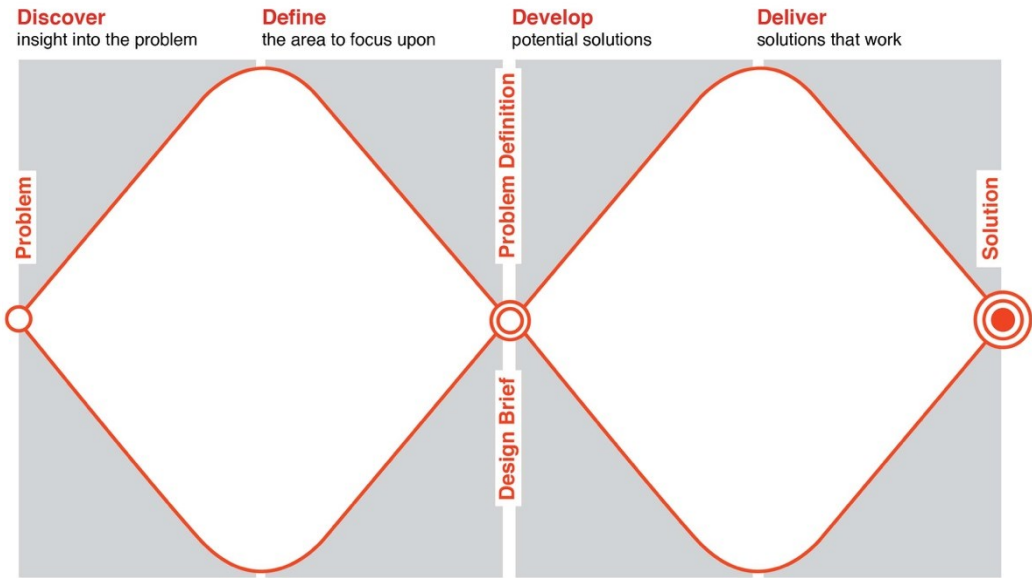 Discover
insight into the problem
Define
the area to focus upon
Develop
potential solutions
Deliver
solutions that work
Problem
Problem Definition
Design Brief
Solution